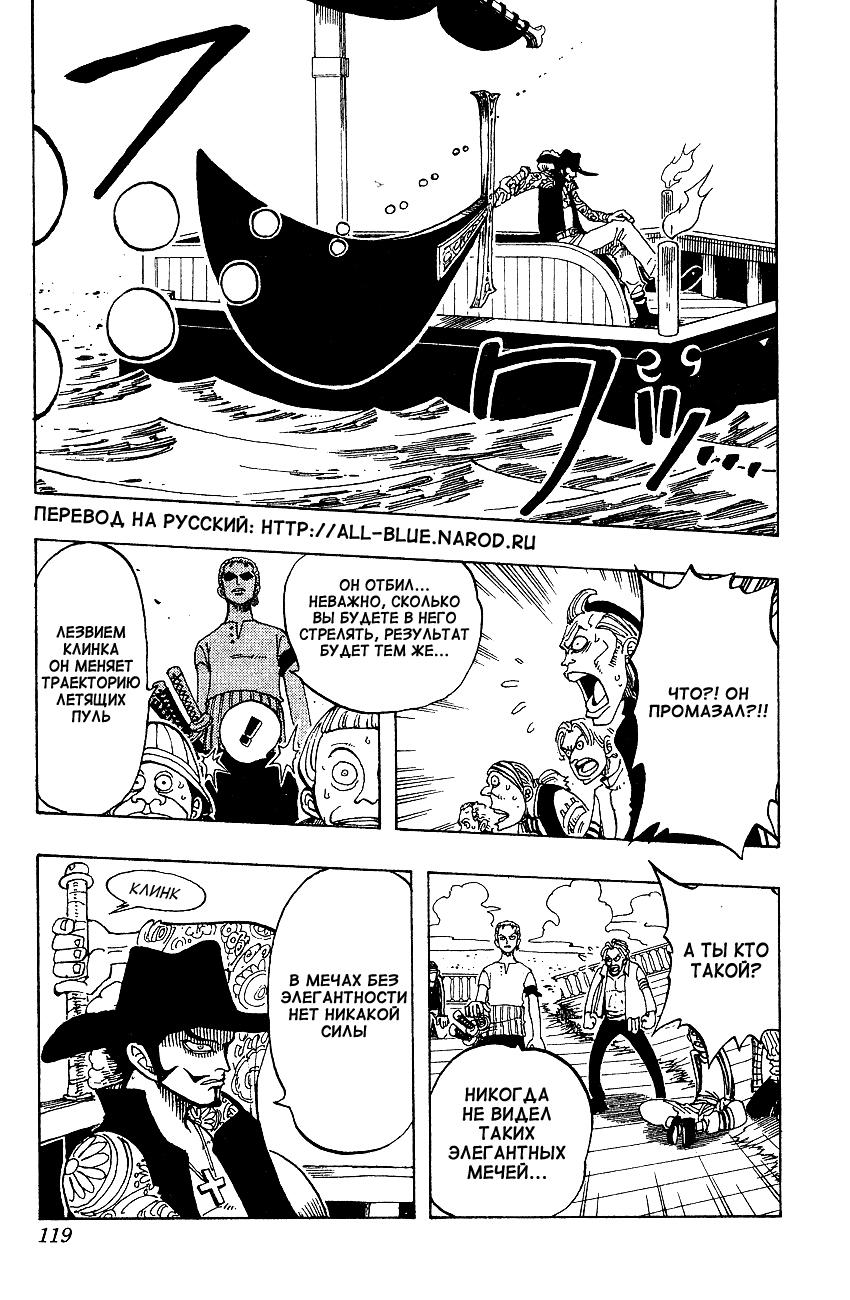 フ
ワッ...
ПЕРЕВОД НА РУССКИЙ: HTTP://ALL-BLUE.NAROD.RU
ЧТО?! ОН
ПРОМАЗАЛ?!!
ОН ОТБИЛ...
НЕВАЖНО, СКОЛЬКО
ВЫ БУДЕТЕ В НЕГО
СТРЕЛЯТЬ, РЕЗУЛЬТАТ
БУДЕТ ТЕМ ЖЕ...
!
ЛЕЗВИЕМ
КЛИНКА
ОН МЕНЯЕТ
ТРАЕКТОРИЮ
ЛЕТЯЩИХ
ПУЛЬ
А ТЫ КТО
ТАКОЙ?
НИКОГДА
НЕ ВИДЕЛ
ТАКИХ
ЭЛЕГАНТНЫХ
МЕЧЕЙ...
В МЕЧАХ БЕЗ
ЭЛЕГАНТНОСТИ
НЕТ НИКАКОЙ
СИЛЫ
КЛИНК
119